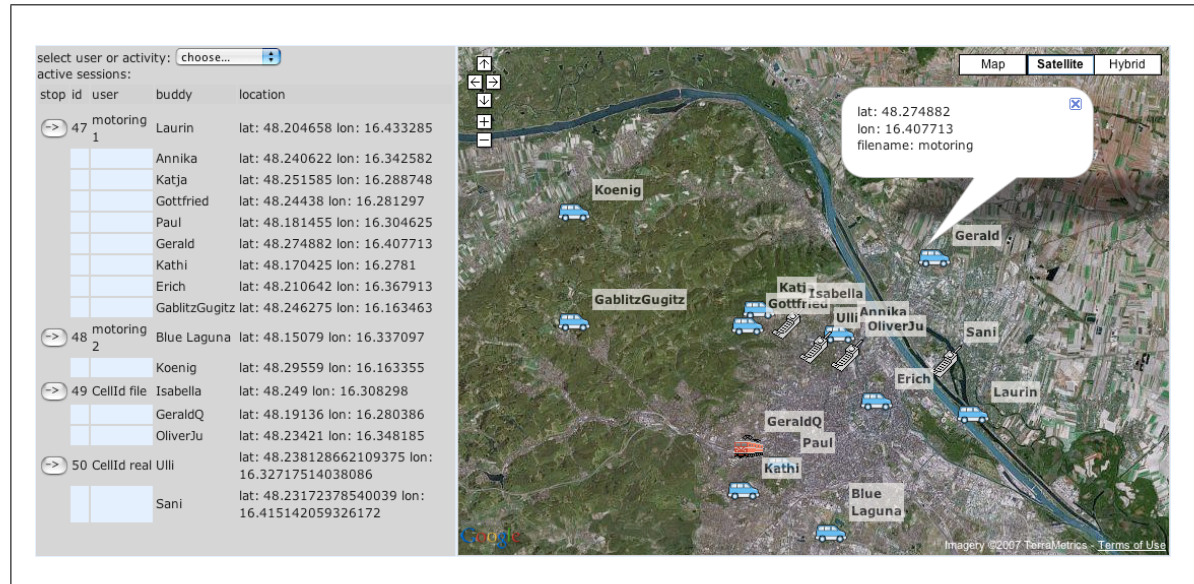 select user or activity: choose...
active sessions:
stop id user buddy location
-> 47 motoring 1 Laurin lat: 48.204658 lon: 16.433285
Annika lat: 48.240622 lon: 16.342582
Katja lat: 48.251585 lon: 16.288748
Gottfried lat: 48.24438 lon: 16.281297
Paul lat: 48.181455 lon: 16.304625
Gerald lat: 48.274882 lon: 16.407713
Kathi lat: 48.170425 lon: 16.2781
Erich lat: 48.210642 lon: 16.367913
GablitzGugitz lat: 48.246275 lon: 16.163463
-> 48 motoring 2 Blue Laguna lat: 48.15079 lon: 16.337097
Koenig lat: 48.29559 lon: 16.163355
-> 49 CellId file Isabella lat: 48.249 lon: 16.308298
GeraldQ lat: 48.19136 lon: 16.280386
OliverJu lat: 48.23421 lon: 16.348185
-> 50 CellId real Ulli lat: 48.238128662109375 lon:
16.32717514038086
Sani lat: 48.23172378540039 lon:
16.415142059326172
Map Satellite Hybrid
lat: 48.274882
lon: 16.407713
filename: motoring
Koenig
Gerald
GablitzGugitz
Katja
Isabella
Gottfried
Annika
Ulli
OliverJu
Sani
Erich
Laurin
GeraldQ
Paul
Kathi
Blue
Laguna
Google
Imagery ©2007 TerraMetrics - Terms of Use